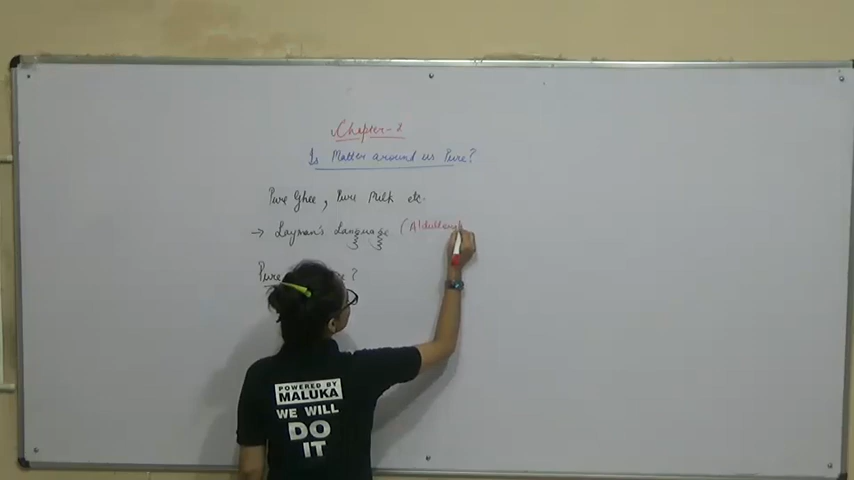 Chapter-2
Is Matter around us Pure?
Pure Ghee, Pure Milk etc.
→ Layman's Language (
Pure ?
POWERED BY
MALUKA
WE WILL
DO
IT